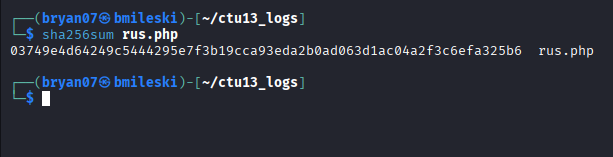 ┌──(bryan07㉿bmileski)-[~/ctu13_logs]
└─$ sha256sum rus.php
03749e4d64249c5444295e7f3b19cca93eda2b0ad063d1ac04a2f3c6efa325b6  rus.php
┌──(bryan07㉿bmileski)-[~/ctu13_logs]
└─$